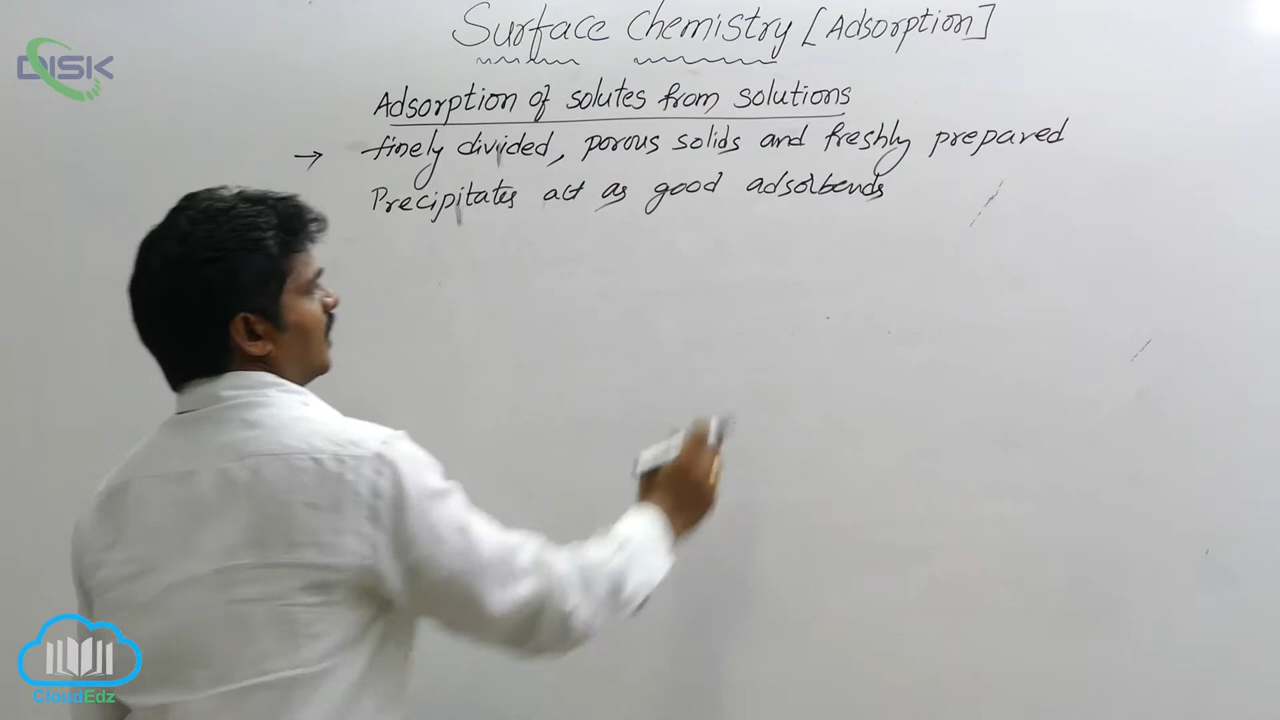 DISK
Surface Chemistry [Adsorption]
Adsorption of solutes from solutions
→ finely divided, porous solids and freshly prepared
Precipitates act as good adsolbends
CloudEdz